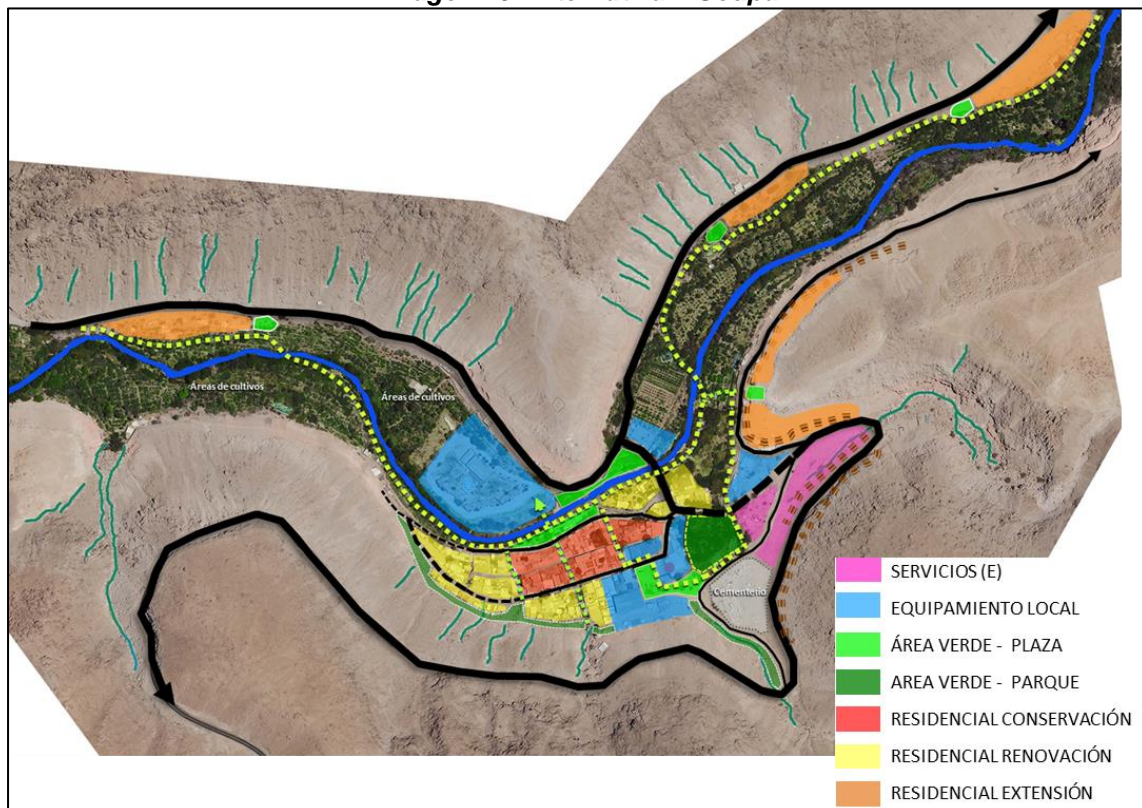 Áreas de cultivos
Áreas de cultivos
Cementerio
SERVICIOS (E)
EQUIPAMIENTO LOCAL
ÁREA VERDE - PLAZA
AREA VERDE - PARQUE
RESIDENCIAL CONSERVACIÓN
RESIDENCIAL RENOVACIÓN
RESIDENCIAL EXTENSIÓN